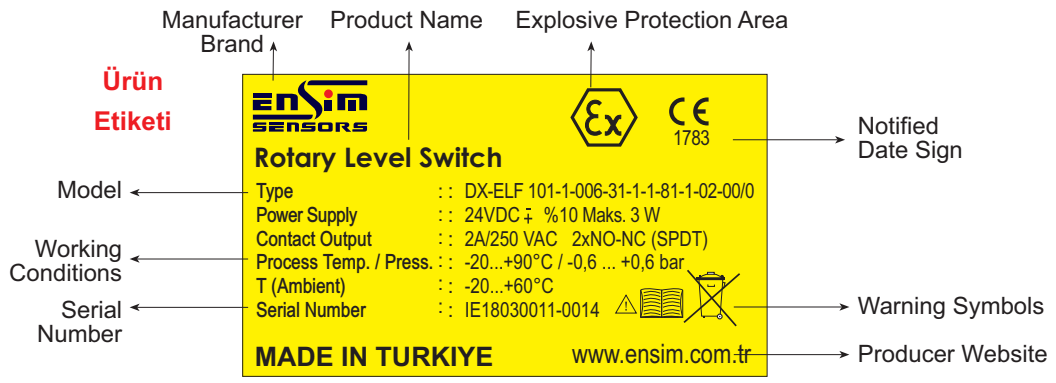 Manufacturer Brand
Product Name
Explosive Protection Area
Ürün
Etiketi
ENSİM
SENSORS
Ex
CE
1783
Notified
Date Sign
Rotary Level Switch
Model
Type : : DX-ELF 101-1-006-31-1-1-81-1-02-00/0
Power Supply : : 24VDC ∓ %10 Maks. 3 W
Contact Output : : 2A/250 VAC 2xNO-NC (SPDT)
Working
Conditions
Process Temp. / Press. : : -20...+90°C / -0,6 ... +0,6 bar
T (Ambient) : : -20...+60°C
Serial
Number
Serial Number : : IE18030011-0014
Warning Symbols
MADE IN TURKIYE
www.ensim.com.tr
Producer Website